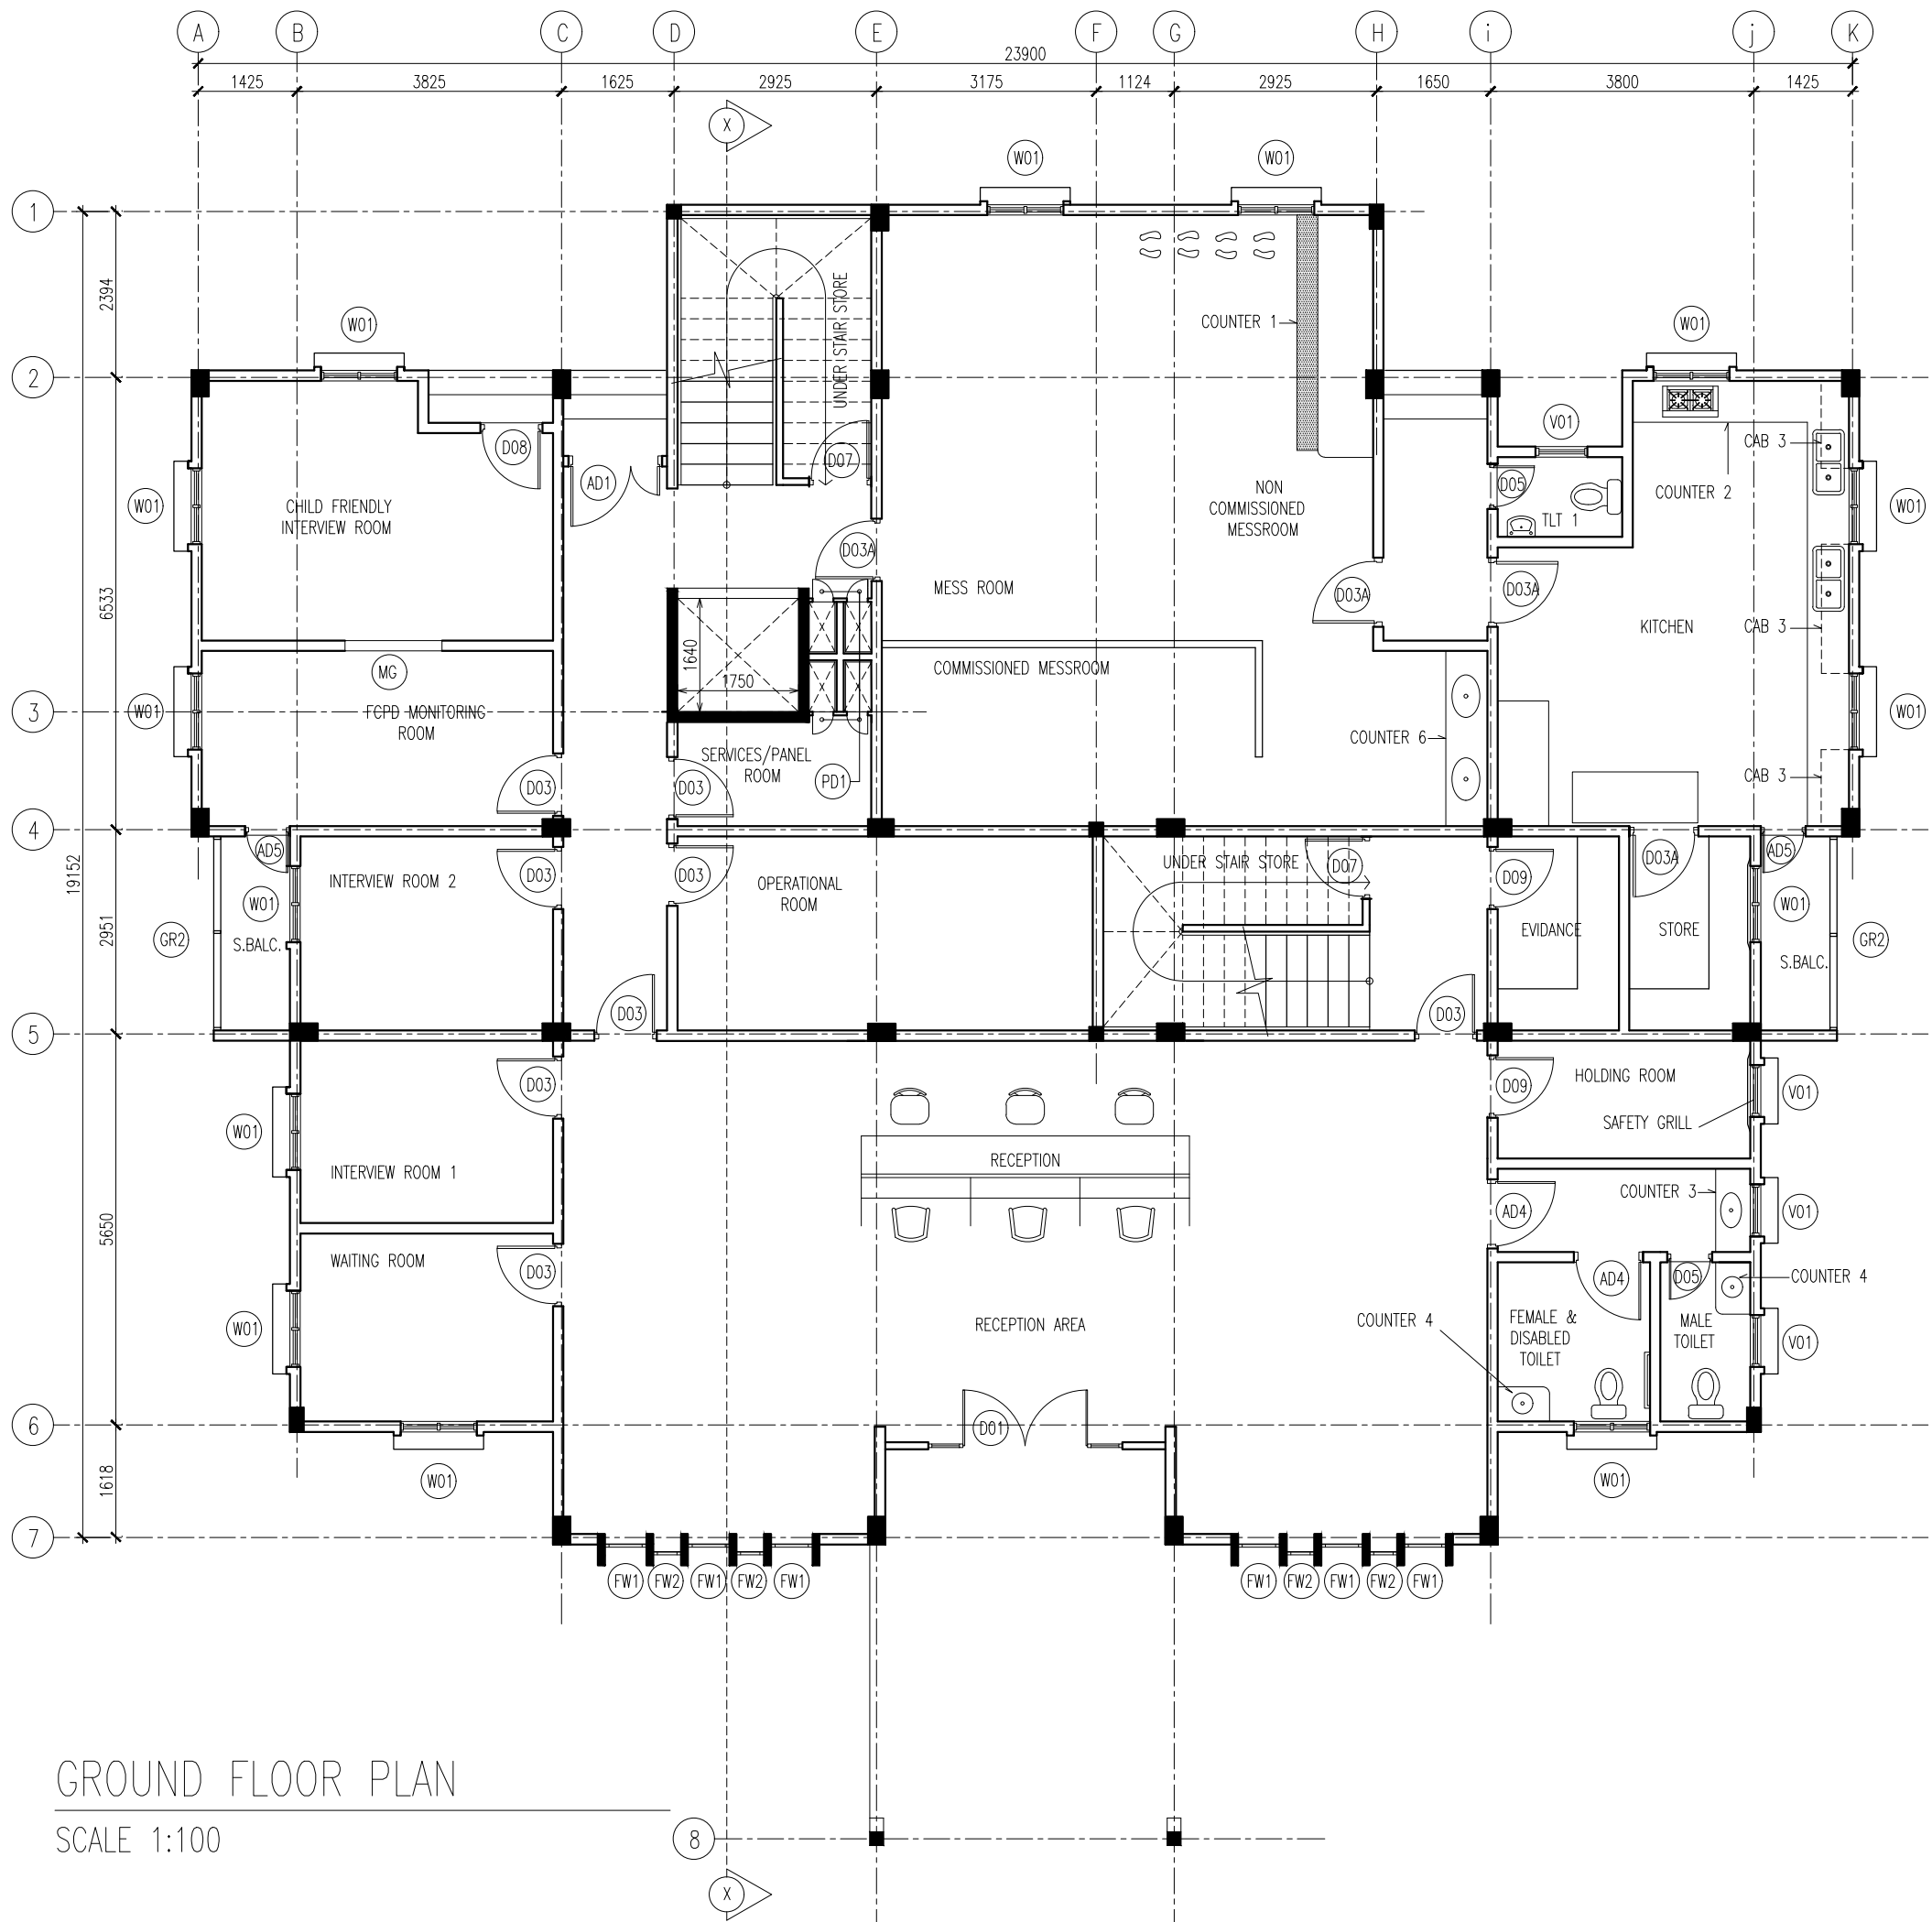 A B C D E F G H i j K
23900
1425 3825 1625 2925 3175 1124 2925 1650 3800 1425
X
W01 W01
1
2394
UNDER STAIR STORE
COUNTER 1
W01 W01
2
V01
CAB 3
D08 D07
AD1
D05
COUNTER 2
NON
COMMISSIONED
MESSROOM
W01
CHILD FRIENDLY
INTERVIEW ROOM
TLT 1
W01
D03A
MESS ROOM
D03A D03A
6533
KITCHEN
CAB 3
1640
1750
COMMISSIONED MESSROOM
MG
W01
FCPD MONITORING
ROOM
W01
3
COUNTER 6
SERVICES/PANEL
ROOM
PD1
D03 D03
CAB 3
4
AD5
UNDER STAIR STORE
D07
D03A
AD5
INTERVIEW ROOM 2
D03 D03
OPERATIONAL
ROOM
D09
19152
W01
W01
2951
GR2
S.BALC.
EVIDANCE
STORE
S.BALC.
GR2
D03 D03
5
D03
D09
HOLDING ROOM
V01
SAFETY GRILL
W01
INTERVIEW ROOM 1
RECEPTION
COUNTER 3
AD4
V01
5650
WAITING ROOM
D03
AD4
D05
COUNTER 4
W01
RECEPTION AREA
COUNTER 4
FEMALE &
DISABLED
TOILET
MALE
TOILET
V01
6
D01
W01
W01
1618
7
FW1 FW2 FW1 FW2 FW1
FW1 FW2 FW1 FW2 FW1
GROUND FLOOR PLAN
SCALE 1:100
8
X